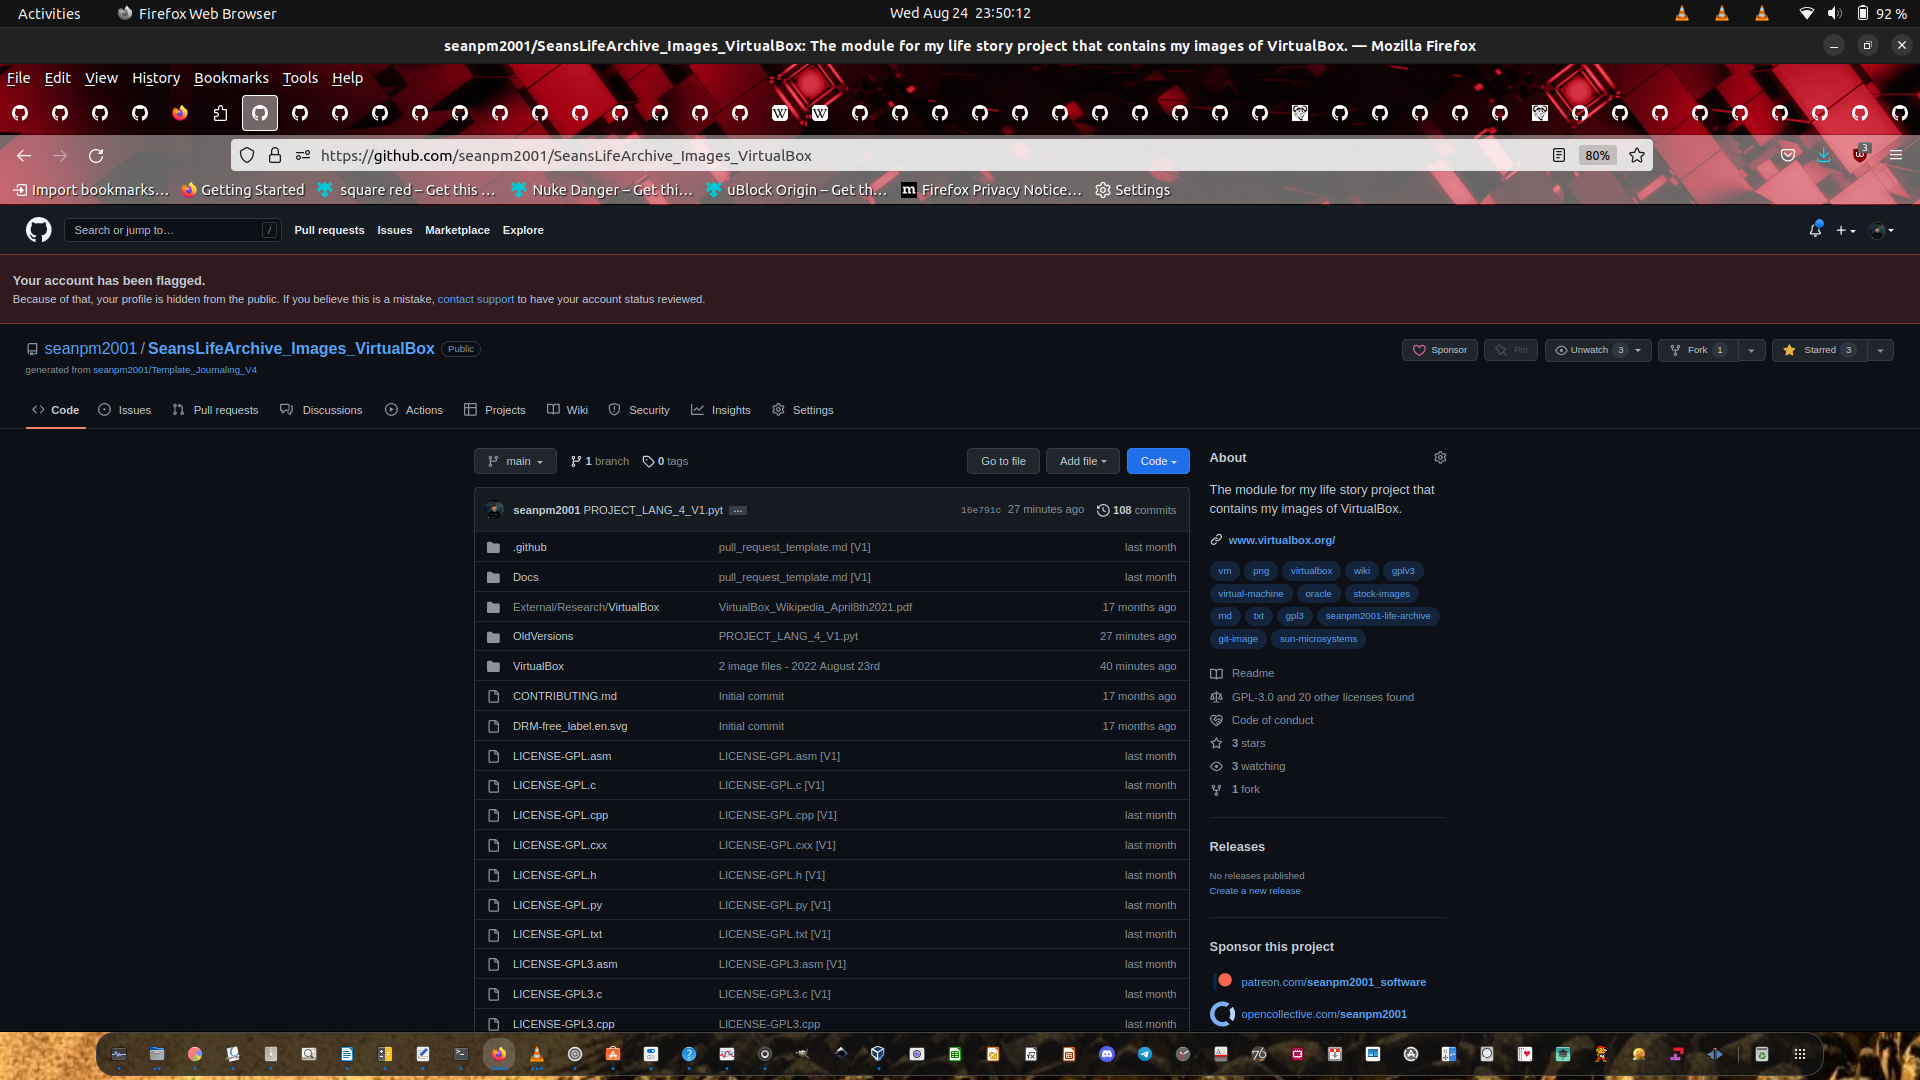 Activities
Firefox Web Browser
Wed Aug 24 23:50:12
92 %
seanpm2001/SeansLifeArchive_Images_VirtualBox: The module for my life story project that contains my images of VirtualBox. — Mozilla Firefox
File Edit View History Bookmarks Tools Help
https://github.com/seanpm2001/SeansLifeArchive_Images_VirtualBox
80%
3
Import bookmarks…
Getting Started
square red – Get this …
Nuke Danger – Get thi…
uBlock Origin – Get th…
Firefox Privacy Notice…
Settings
Search or jump to…
/
Pull requests Issues Marketplace Explore
Your account has been flagged.
Because of that, your profile is hidden from the public. If you believe this is a mistake, contact support to have your account status reviewed.
seanpm2001 / SeansLifeArchive_Images_VirtualBox Public
Sponsor
Pin
Unwatch 3
Fork 1
Starred 3
generated from seanpm2001/Template_Journaling_V4
Code Issues Pull requests Discussions Actions Projects Wiki Security Insights Settings
main
1 branch
0 tags
Go to file
Add file
Code
seanpm2001 PROJECT_LANG_4_V1.pyt … 16e791c 27 minutes ago 108 commits
.github pull_request_template.md [V1] last month
Docs pull_request_template.md [V1] last month
External/Research/VirtualBox VirtualBox_Wikipedia_April8th2021.pdf 17 months ago
OldVersions PROJECT_LANG_4_V1.pyt 27 minutes ago
VirtualBox 2 image files - 2022 August 23rd 40 minutes ago
CONTRIBUTING.md Initial commit 17 months ago
DRM-free_label.en.svg Initial commit 17 months ago
LICENSE-GPL.asm LICENSE-GPL.asm [V1] last month
LICENSE-GPL.c LICENSE-GPL.c [V1] last month
LICENSE-GPL.cpp LICENSE-GPL.cpp [V1] last month
LICENSE-GPL.cxx LICENSE-GPL.cxx [V1] last month
LICENSE-GPL.h LICENSE-GPL.h [V1] last month
LICENSE-GPL.py LICENSE-GPL.py [V1] last month
LICENSE-GPL.txt LICENSE-GPL.txt [V1] last month
LICENSE-GPL3.asm LICENSE-GPL3.asm [V1] last month
LICENSE-GPL3.c LICENSE-GPL3.c [V1] last month
LICENSE-GPL3.cpp LICENSE-GPL3.cpp last month
About
The module for my life story project that
contains my images of VirtualBox.
www.virtualbox.org/
vm png virtualbox wiki gplv3
virtual-machine oracle stock-images
md txt gpl3 seanpm2001-life-archive
git-image sun-microsystems
Readme
GPL-3.0 and 20 other licenses found
Code of conduct
3 stars
3 watching
1 fork
Releases
No releases published
Create a new release
Sponsor this project
patreon.com/seanpm2001_software
opencollective.com/seanpm2001